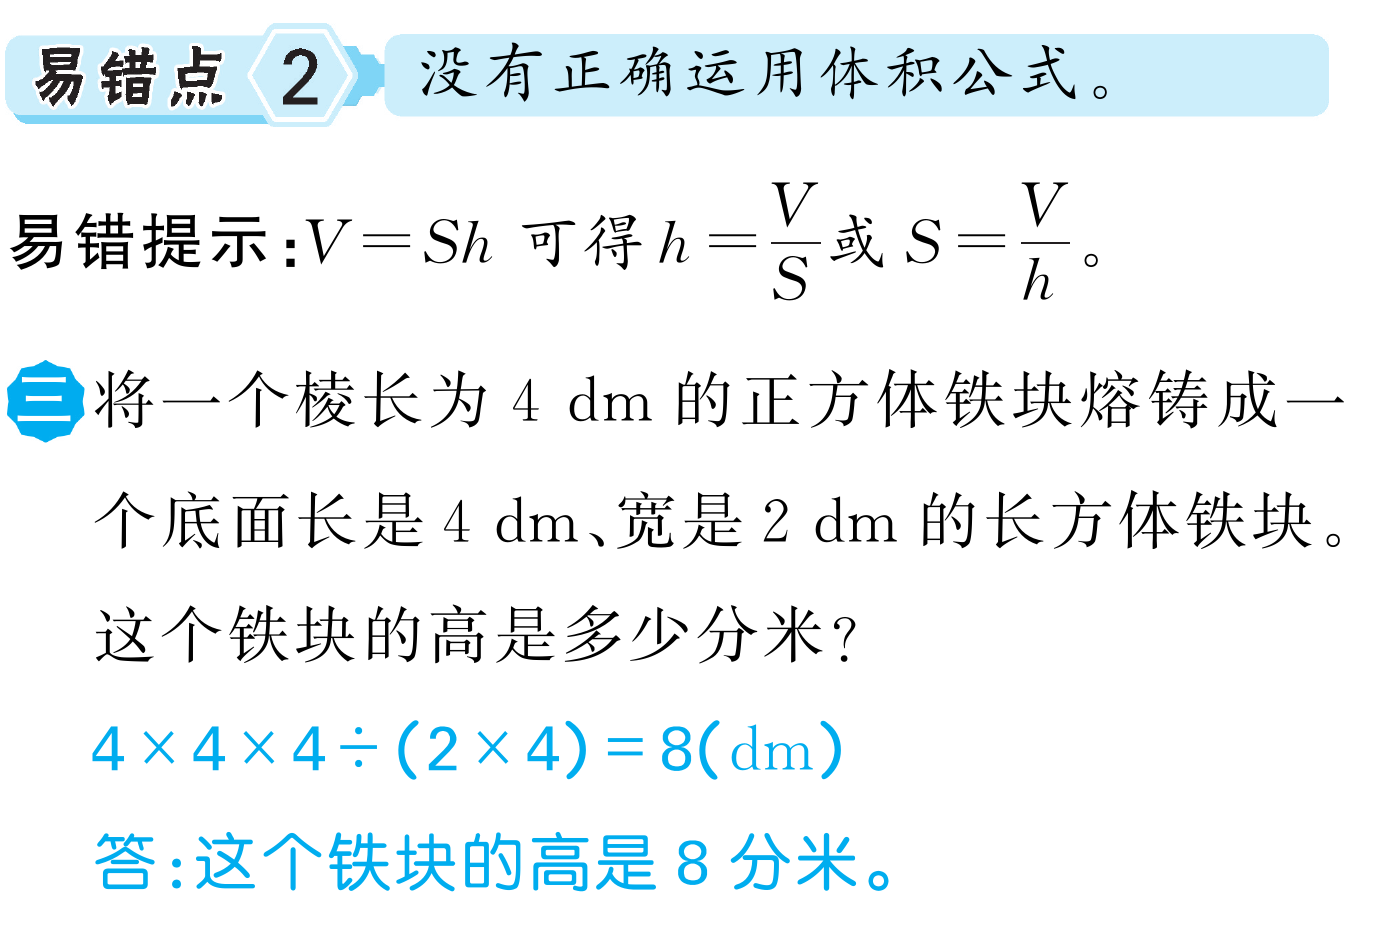 易错点 2 没有正确运用体积公式。
易错提示:V=Sh 可得 h=V/S 或 S=V/h。
三 将一个棱长为 4 dm 的正方体铁块熔铸成一
个底面长是 4 dm、宽是 2 dm 的长方体铁块。
这个铁块的高是多少分米?
4×4×4÷(2×4)=8(dm)
答:这个铁块的高是 8 分米。